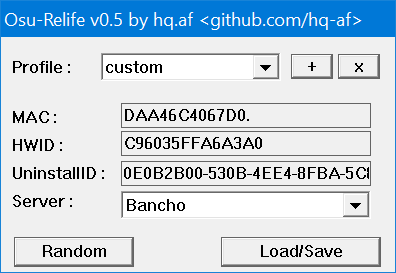 Osu-Relife v0.5 by hq.af <github.com/hq-af>
Profile : custom + x
MAC : DAA46C4067D0.
HWID : C96035FFA6A3A0
UninstallID : 0E0B2B00-530B-4EE4-8FBA-5C
Server : Bancho
Random Load/Save